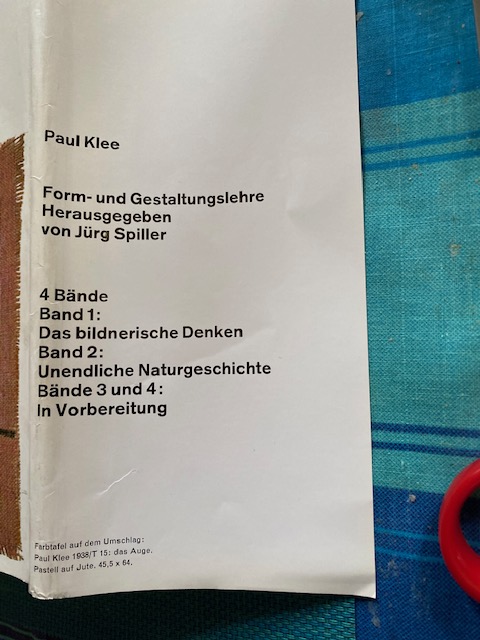 Paul Klee
Form- und Gestaltungslehre
Herausgegeben
von Jürg Spiller
4 Bände
Band 1:
Das bildnerische Denken
Band 2:
Unendliche Naturgeschichte
Bände 3 und 4:
In Vorbereitung
Farbtafel auf dem Umschlag:
Paul Klee 1938/T 15: das Auge.
Pastell auf Jute. 45,5 x 64.